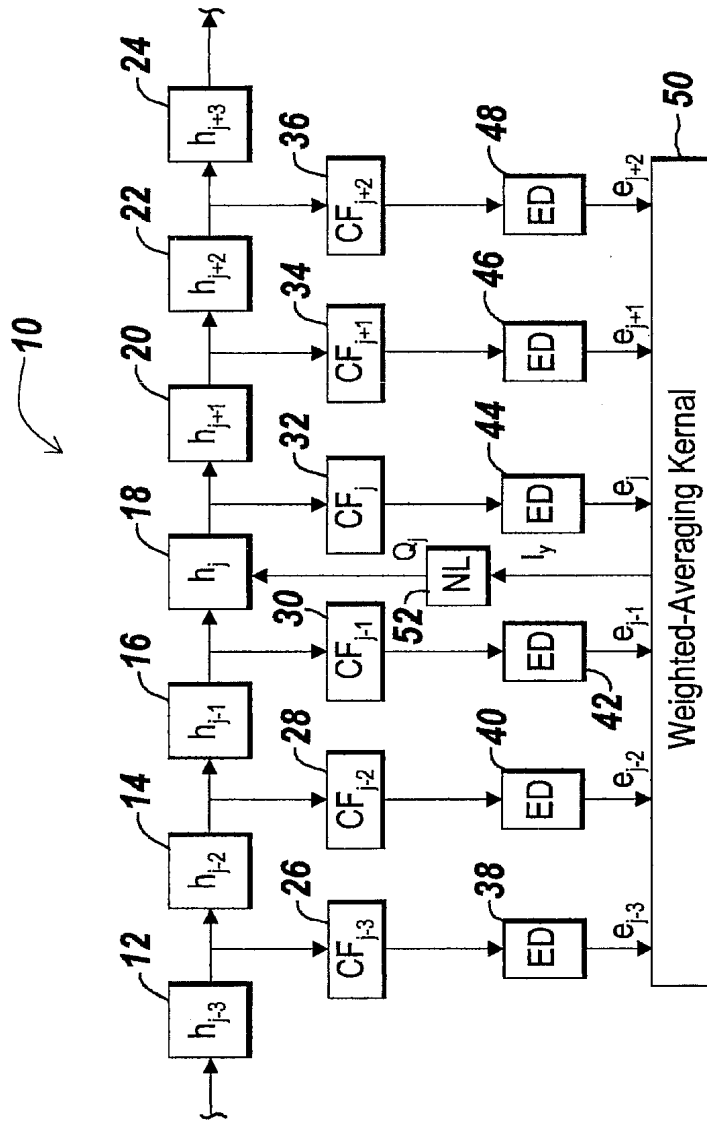 10
12 14 16 18 20 22 24
h_{j-3} h_{j-2} h_{j-1} h_j h_{j+1} h_{j+2} h_{j+3}
26 28 30 32 34 36
CF_{j-3} CF_{j-2} CF_{j-1} CF_j CF_{j+1} CF_{j+2}
Q_j
52 NL
I_y
38 40 42 44 46 48
ED ED ED ED ED ED
e_{j-3} e_{j-2} e_{j-1} e_j e_{j+1} e_{j+2}
50
Weighted-Averaging Kernal